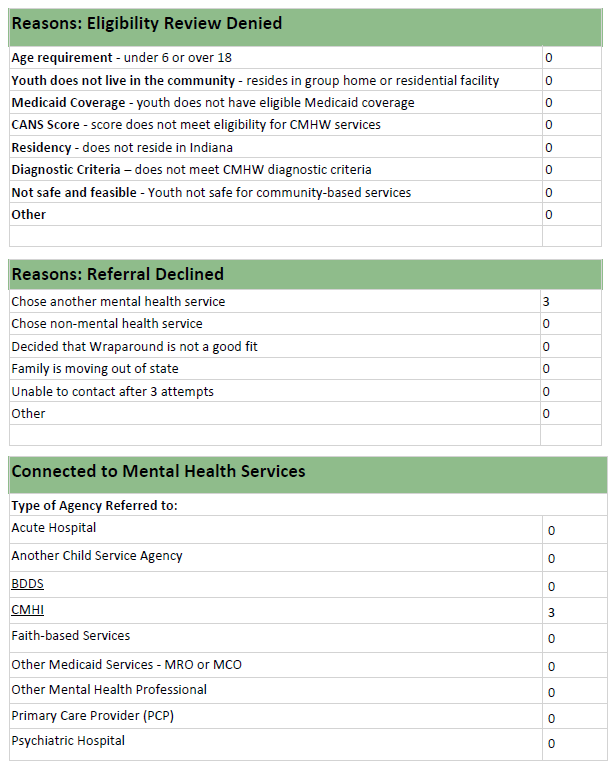 Reasons: Eligibility Review Denied
Age requirement - under 6 or over 18 0
Youth does not live in the community - resides in group home or residential facility 0
Medicaid Coverage - youth does not have eligible Medicaid coverage 0
CANS Score - score does not meet eligibility for CMHW services 0
Residency - does not reside in Indiana 0
Diagnostic Criteria – does not meet CMHW diagnostic criteria 0
Not safe and feasible - Youth not safe for community-based services 0
Other 0
Reasons: Referral Declined
Chose another mental health service 3
Chose non-mental health service 0
Decided that Wraparound is not a good fit 0
Family is moving out of state 0
Unable to contact after 3 attempts 0
Other 0
Connected to Mental Health Services
Type of Agency Referred to:
Acute Hospital 0
Another Child Service Agency 0
BDDS 0
CMHI 3
Faith-based Services 0
Other Medicaid Services - MRO or MCO 0
Other Mental Health Professional 0
Primary Care Provider (PCP) 0
Psychiatric Hospital 0